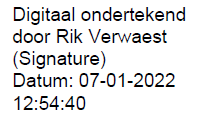 Digitaal ondertekend
door Rik Verwaest
(Signature)
Datum: 07-01-2022
12:54:40